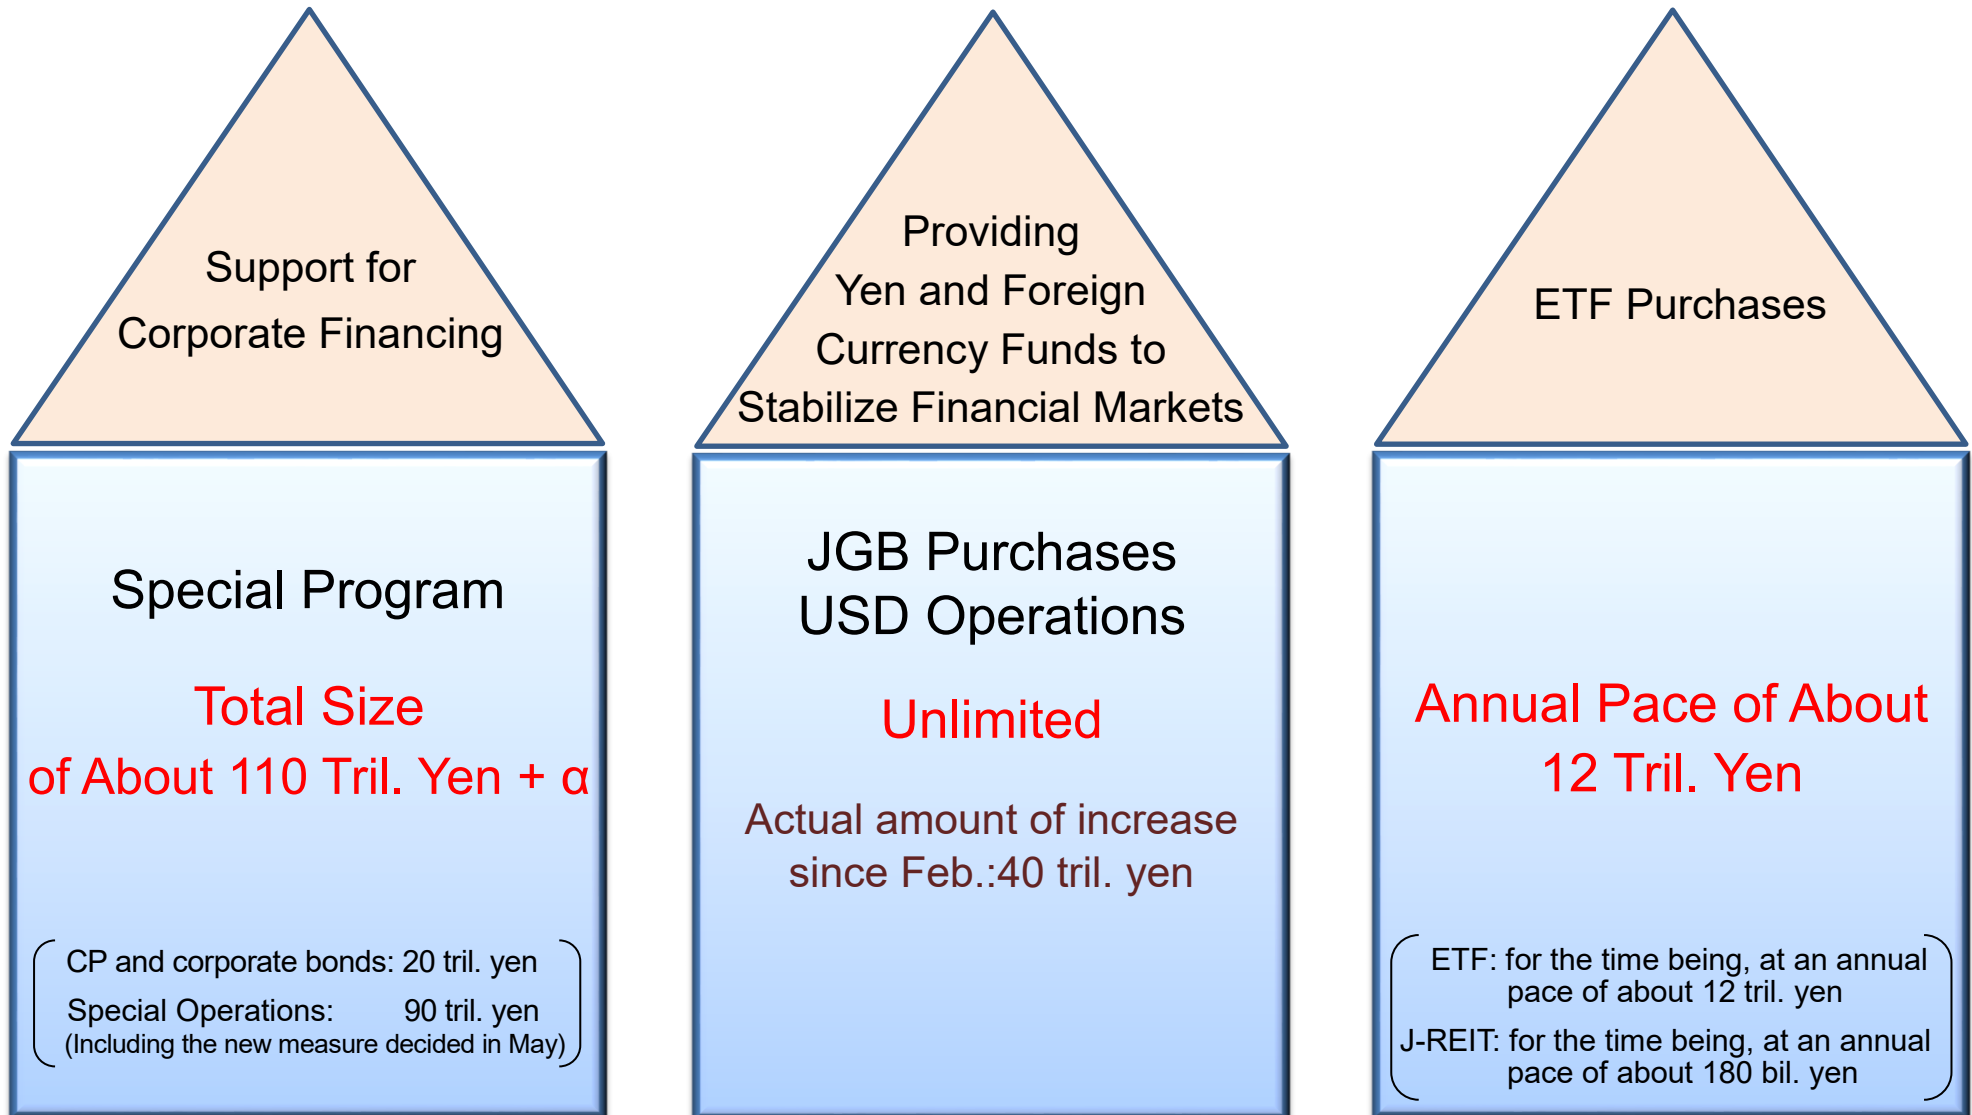 Support for
Corporate Financing
Special Program
Total Size
of About 110 Tril. Yen + α
CP and corporate bonds: 20 tril. yen
Special Operations: 90 tril. yen
(Including the new measure decided in May)
Providing
Yen and Foreign
Currency Funds to
Stabilize Financial Markets
JGB Purchases
USD Operations
Unlimited
Actual amount of increase
since Feb.:40 tril. yen
ETF Purchases
Annual Pace of About
12 Tril. Yen
ETF: for the time being, at an annual
pace of about 12 tril. yen
J-REIT: for the time being, at an annual
pace of about 180 bil. yen